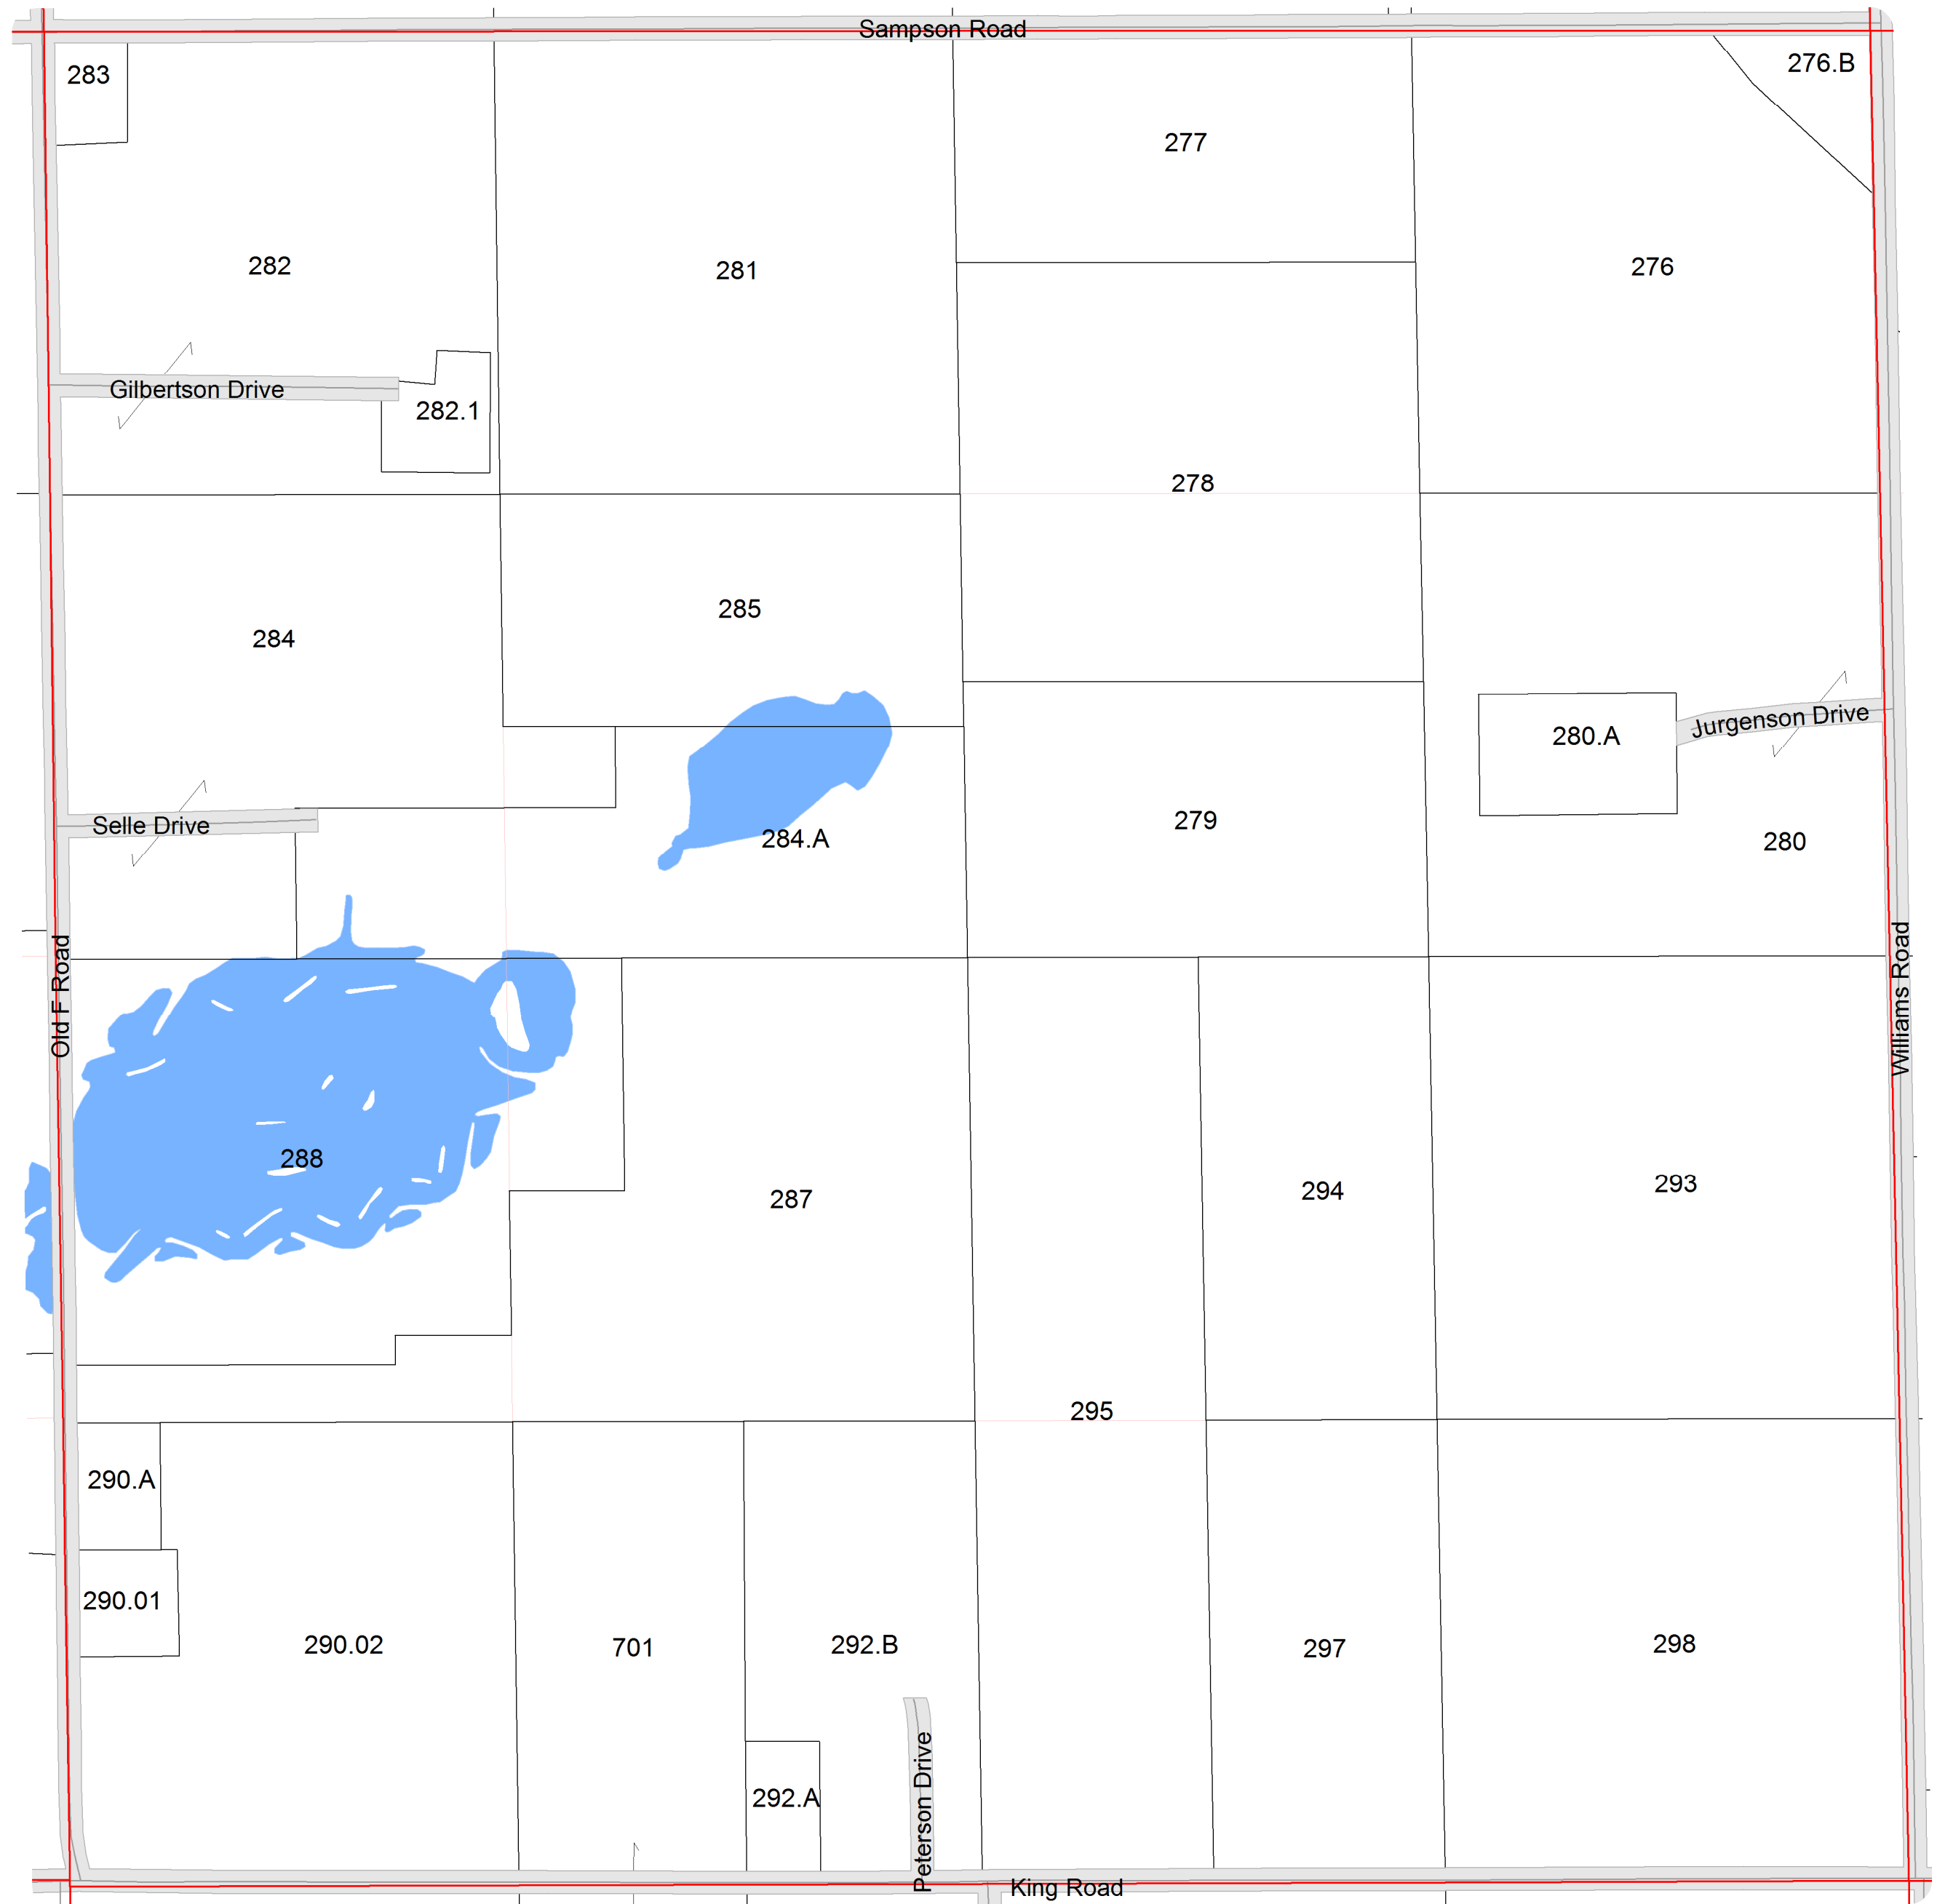 Sampson Road
283
276.B
277
282
281
276
Gilbertson Drive
282.1
278
285
284
280.A
Jurgenson Drive
Selle Drive
284.A
279
280
Old F Road
Williams Road
288
287
294
293
295
290.A
290.01
290.02
701
292.B
297
298
292.A
Peterson Drive
King Road